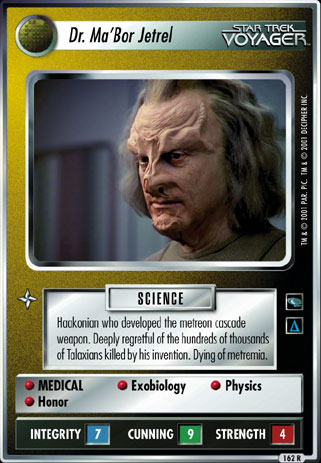 Dr. Ma'Bor Jetrel
STAR TREK
VOYAGER™
TM & © 2001 PAR. PIC. TM & © 2001 DECIPHER INC.
SCIENCE
Haakonian who developed the metreon cascade
weapon. Deeply regretful of the hundreds of thousands
of Talaxians killed by his invention. Dying of metremia.
MEDICAL
Exobiology
Physics
Honor
INTEGRITY 7 CUNNING 9 STRENGTH 4
162 R